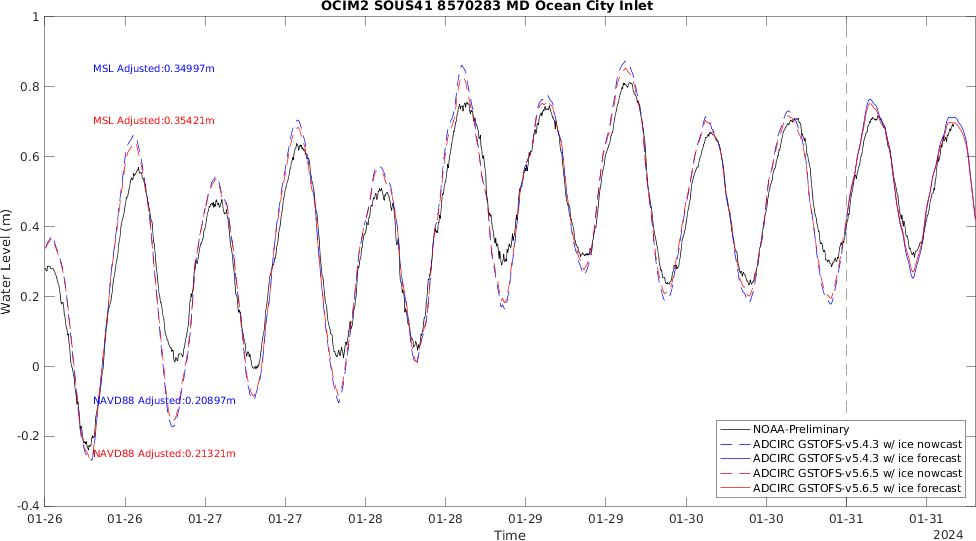 OCIM2 SOUS41 8570283 MD Ocean City Inlet
1
0.8
0.6
0.4
0.2
0
-0.2
-0.4
Water Level (m)
MSL Adjusted:0.34997m
MSL Adjusted:0.35421m
NAVD88 Adjusted:0.20897m
NAVD88 Adjusted:0.21321m
NOAA-Preliminary
ADCIRC GSTOFS-v5.4.3 w/ ice nowcast
ADCIRC GSTOFS-v5.4.3 w/ ice forecast
ADCIRC GSTOFS-v5.6.5 w/ ice nowcast
ADCIRC GSTOFS-v5.6.5 w/ ice forecast
01-26 01-26 01-27 01-27 01-28 01-28 01-29 01-29 01-30 01-30 01-31 01-31
Time
2024